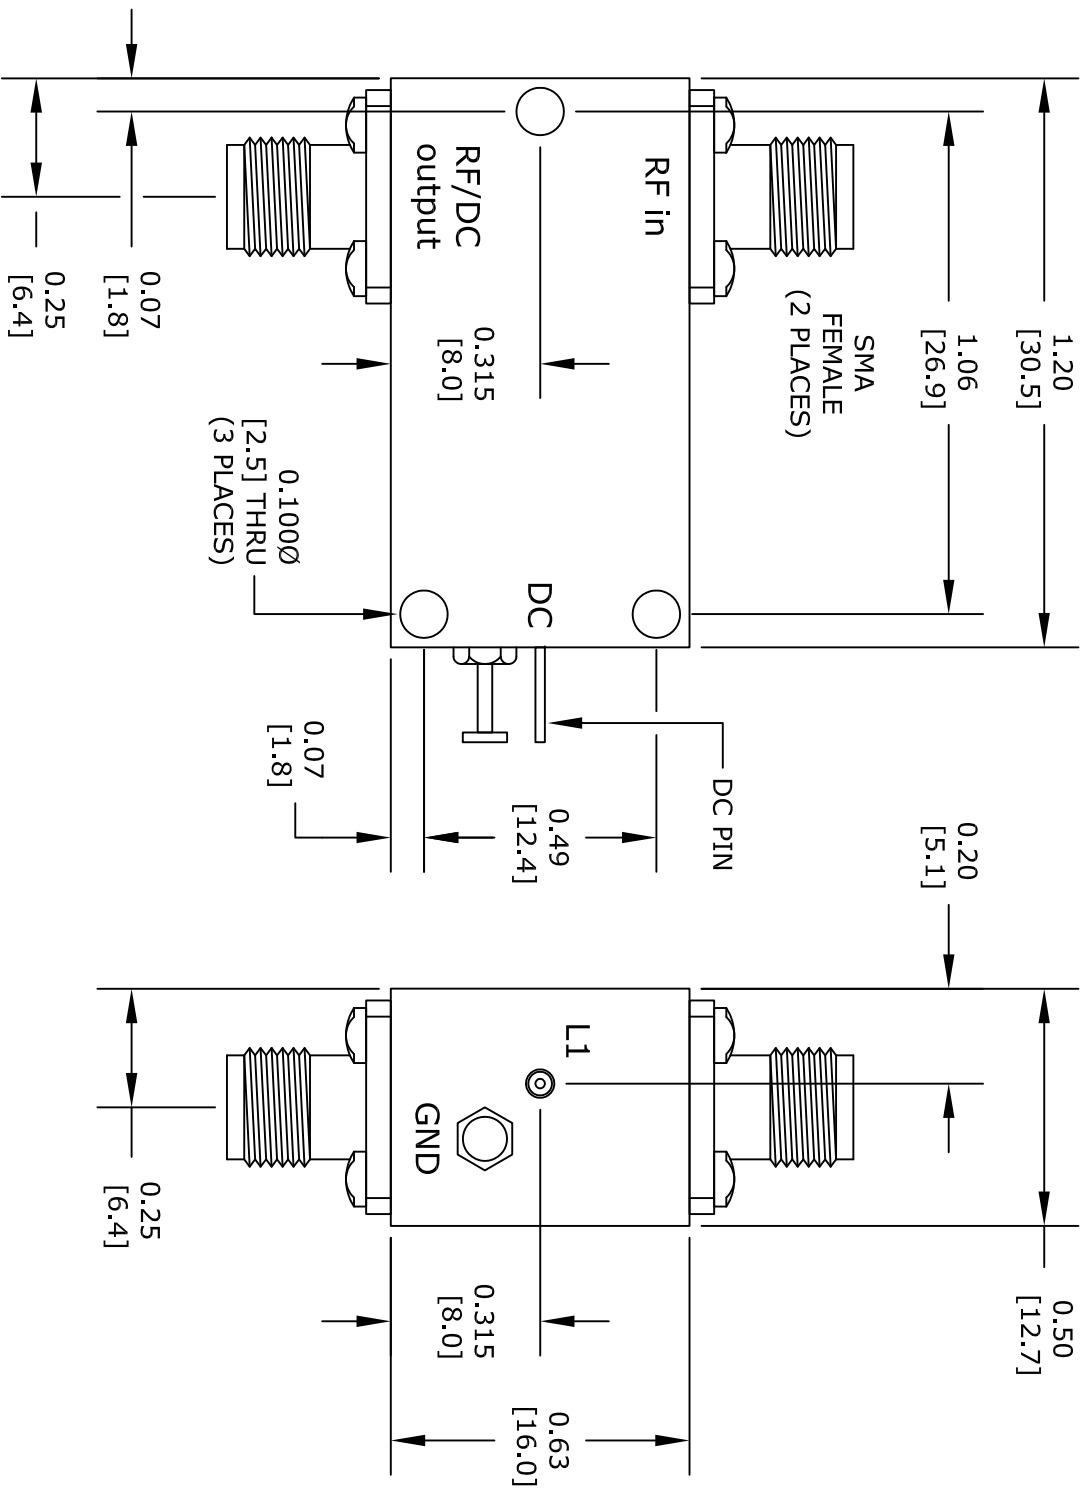 1.20
[30.5]
1.06
[26.9]
SMA
FEMALE
(2 PLACES)
RF in
RF/DC
output
0.315
[8.0]
0.07
[1.8]
0.25
[6.4]
0.100Ø
[2.5] THRU
(3 PLACES)
DC
DC PIN
0.49
[12.4]
0.07
[1.8]
0.20
[5.1]
0.50
[12.7]
L1
GND
0.315
[8.0]
0.63
[16.0]
0.25
[6.4]